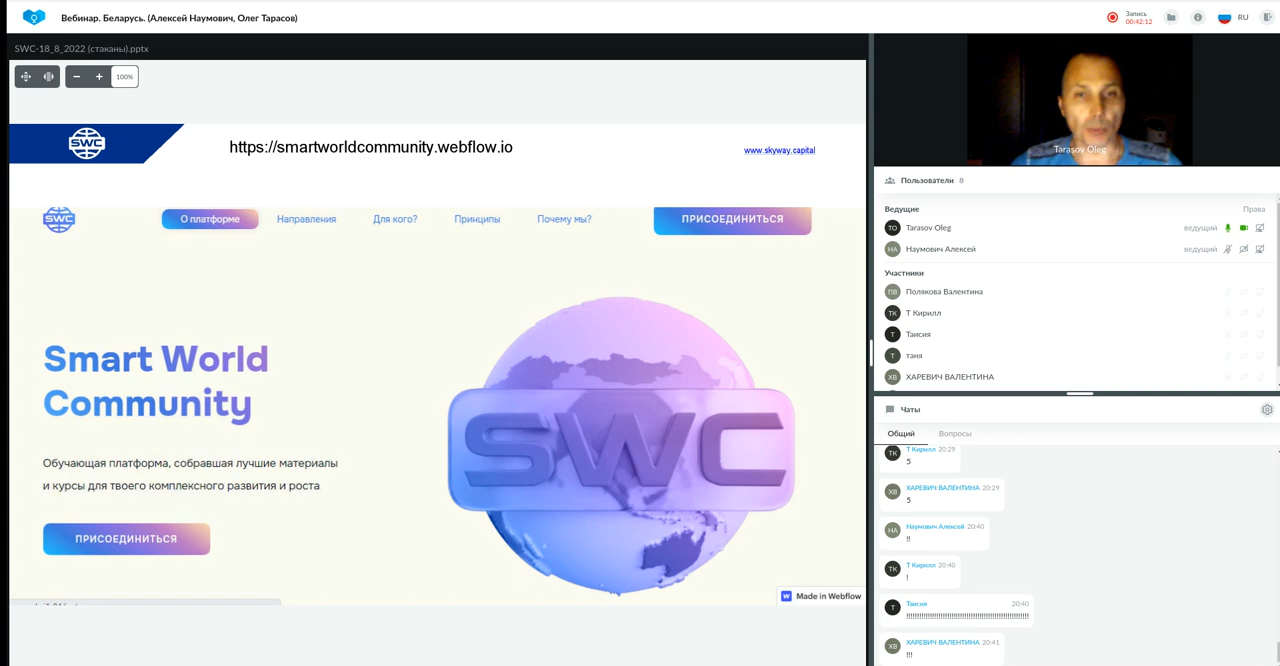 Вебинар. Беларусь. (Алексей Наумович, Олег Тарасов)
Запись
00:42:12
RU
SWC-18_8_2022 (стаканы).pptx
100%
SWC
https://smartworldcommunity.webflow.io
www.skyway.capital
SWC
О платформе
Направления
Для кого?
Принципы
Почему мы?
ПРИСОЕДИНИТЬСЯ
Smart World
Community
SWC
Обучающая платформа, собравшая лучшие материалы
и курсы для твоего комплексного развития и роста
ПРИСОЕДИНИТЬСЯ
Made in Webflow
Tarasov Oleg
Пользователи 8
Ведущие Права
TO Tarasov Oleg ведущий
НА Наумович Алексей ведущий
Участники
ПВ Полякова Валентина
ТК Т Кирилл
Т Таисия
Т таня
ХВ ХАРЕВИЧ ВАЛЕНТИНА
Чаты
Общий Вопросы
ТК Т Кирилл 20:29
5
ХВ ХАРЕВИЧ ВАЛЕНТИНА 20:29
5
НА Наумович Алексей 20:40
!!
ТК Т Кирилл 20:40
!
Т Таисия 20:40
!!!!!!!!!!!!!!!!!!!!!!!!!!!!!!!!!!!!!!!!!!!!!!!!!!!!!!
ХВ ХАРЕВИЧ ВАЛЕНТИНА 20:41
!!!